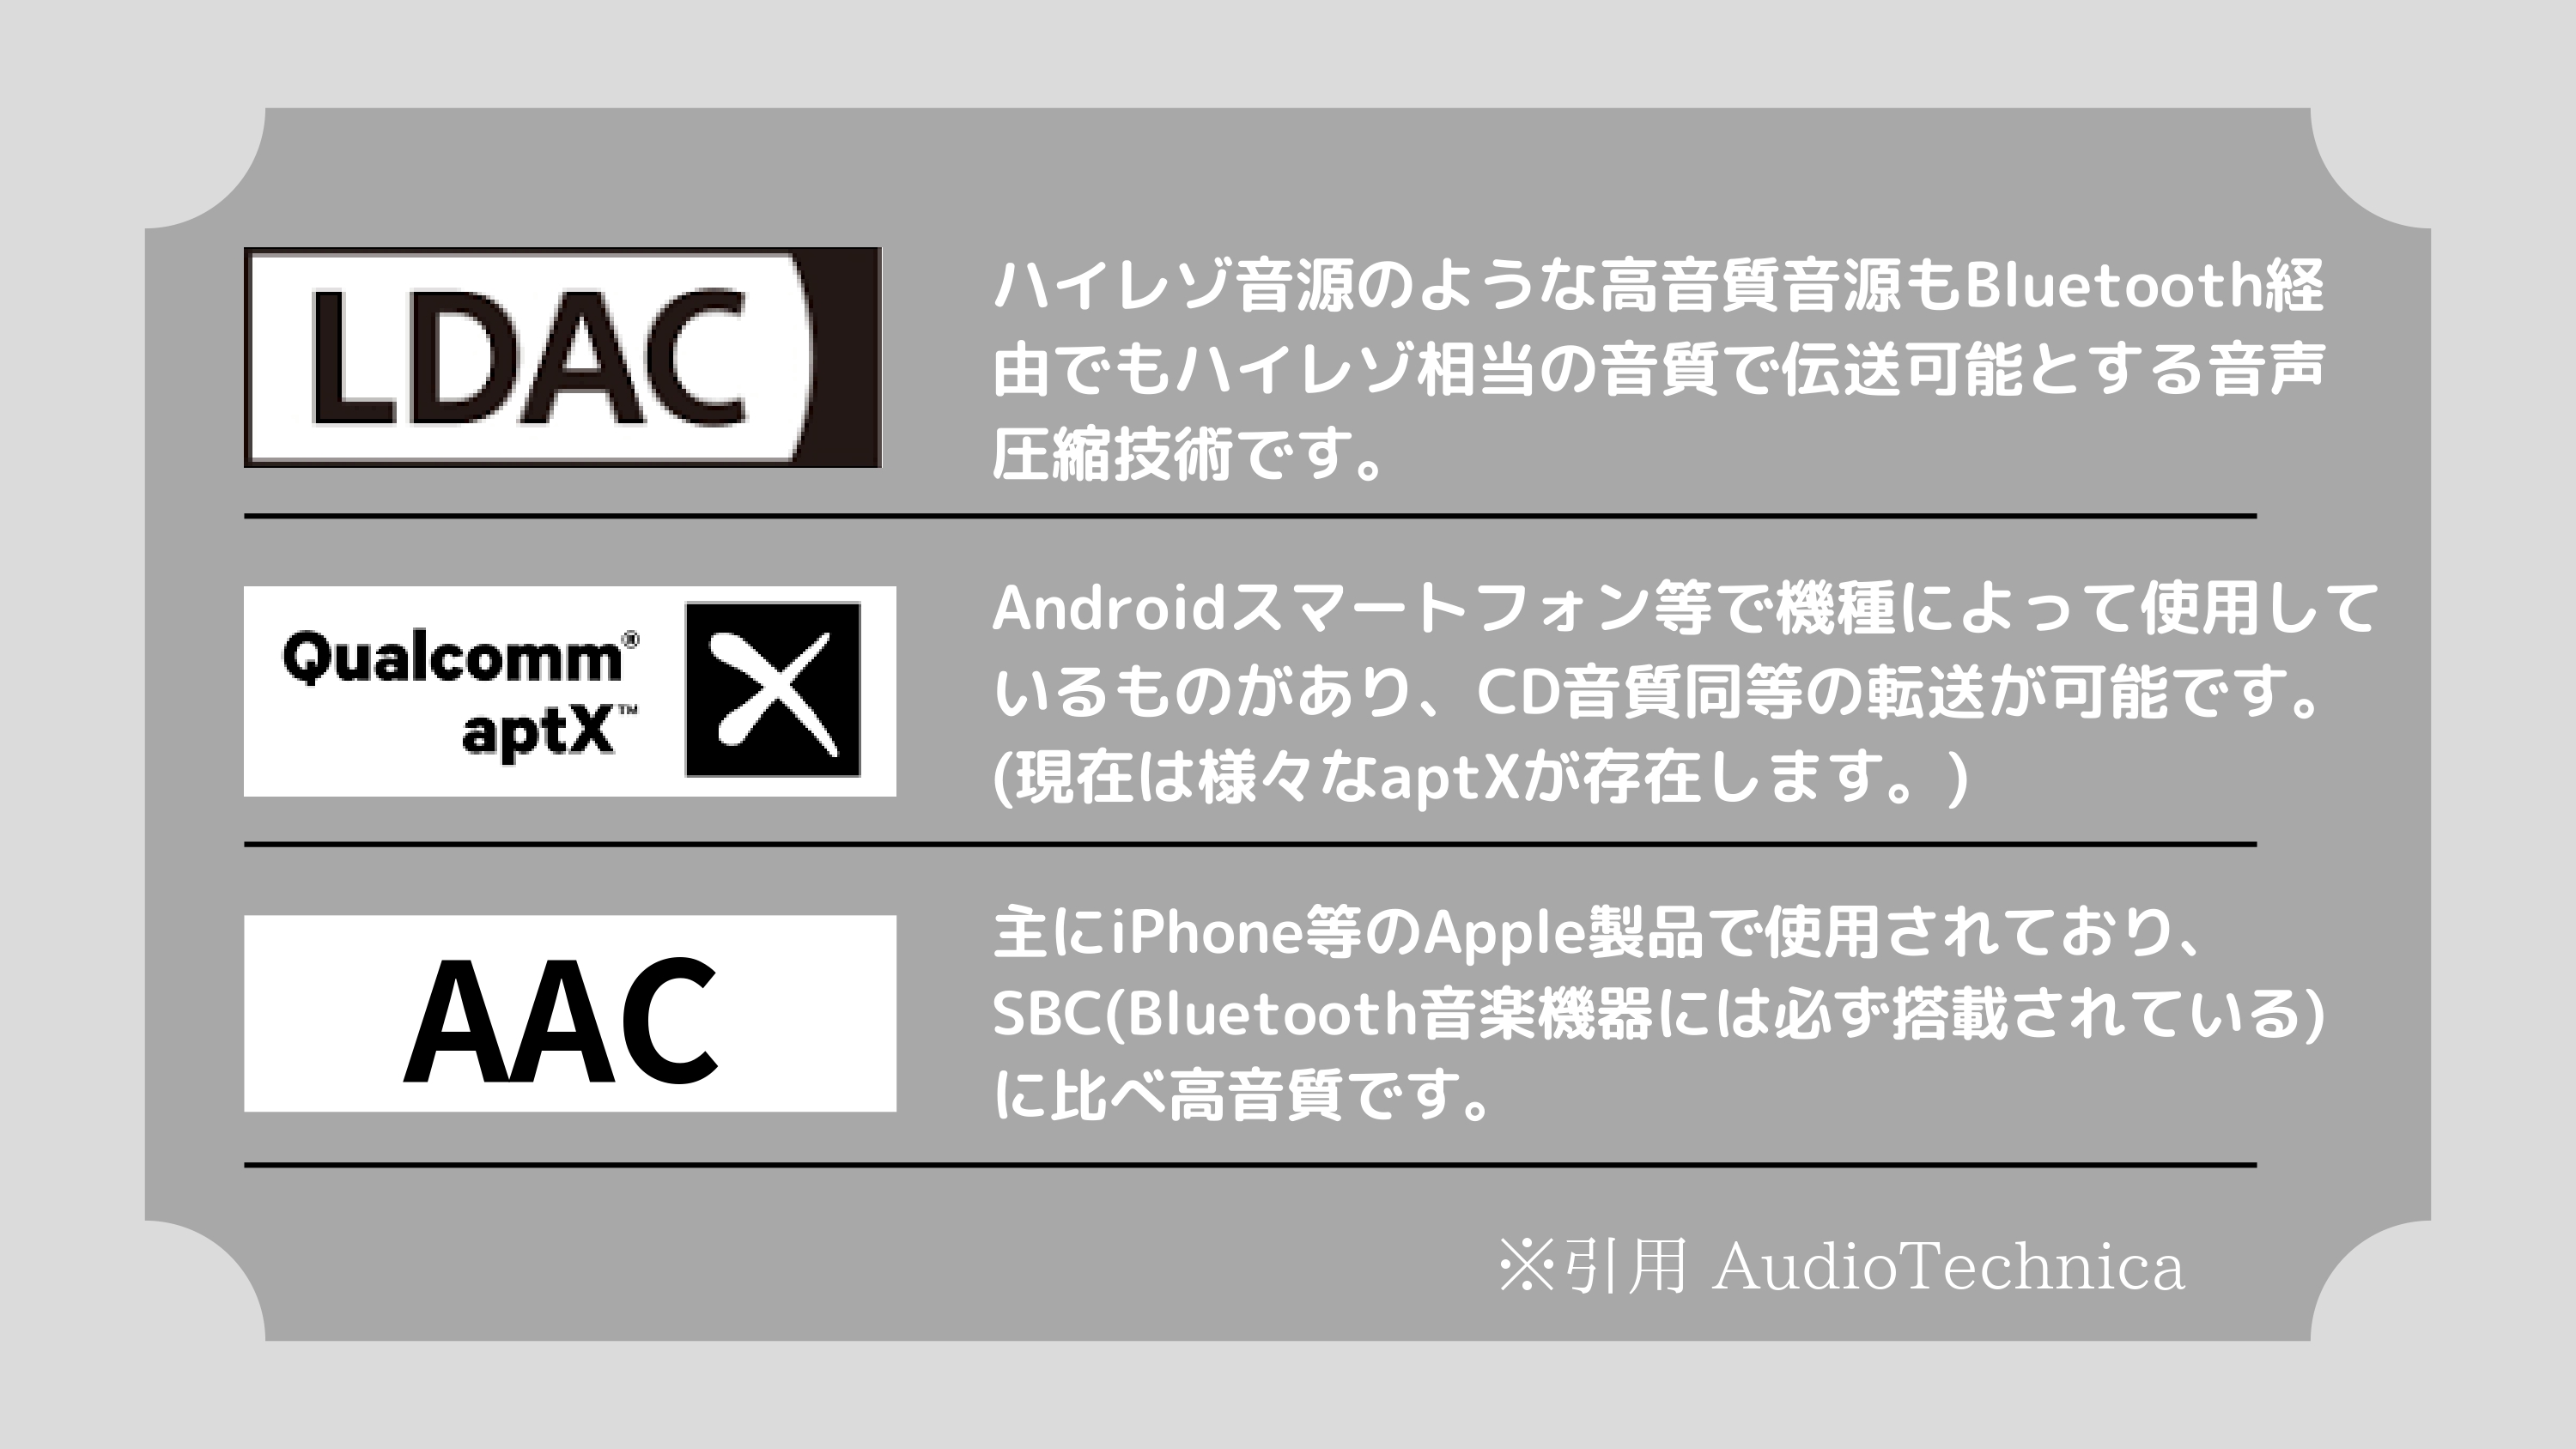 LDAC
ハイレゾ音源のような高音質音源もBluetooth経
由でもハイレゾ相当の音質で伝送可能とする音声
圧縮技術です。
Qualcomm®
aptX™
Androidスマートフォン等で機種によって使用して
いるものがあり、CD音質同等の転送が可能です。
(現在は様々なaptXが存在します。)
AAC
主にiPhone等のApple製品で使用されており、
SBC(Bluetooth音楽機器には必ず搭載されている)
に比べ高音質です。
※引用 AudioTechnica